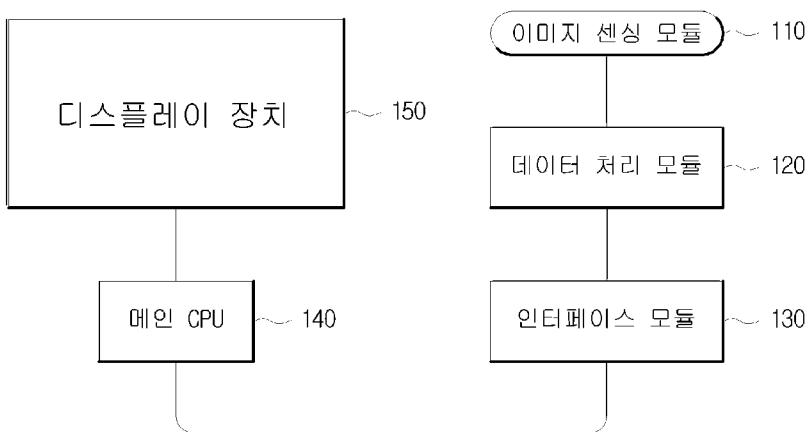 이미지 센싱 모듈 110
디스플레이 장치 150
데이터 처리 모듈 120
메인 CPU 140
인터페이스 모듈 130